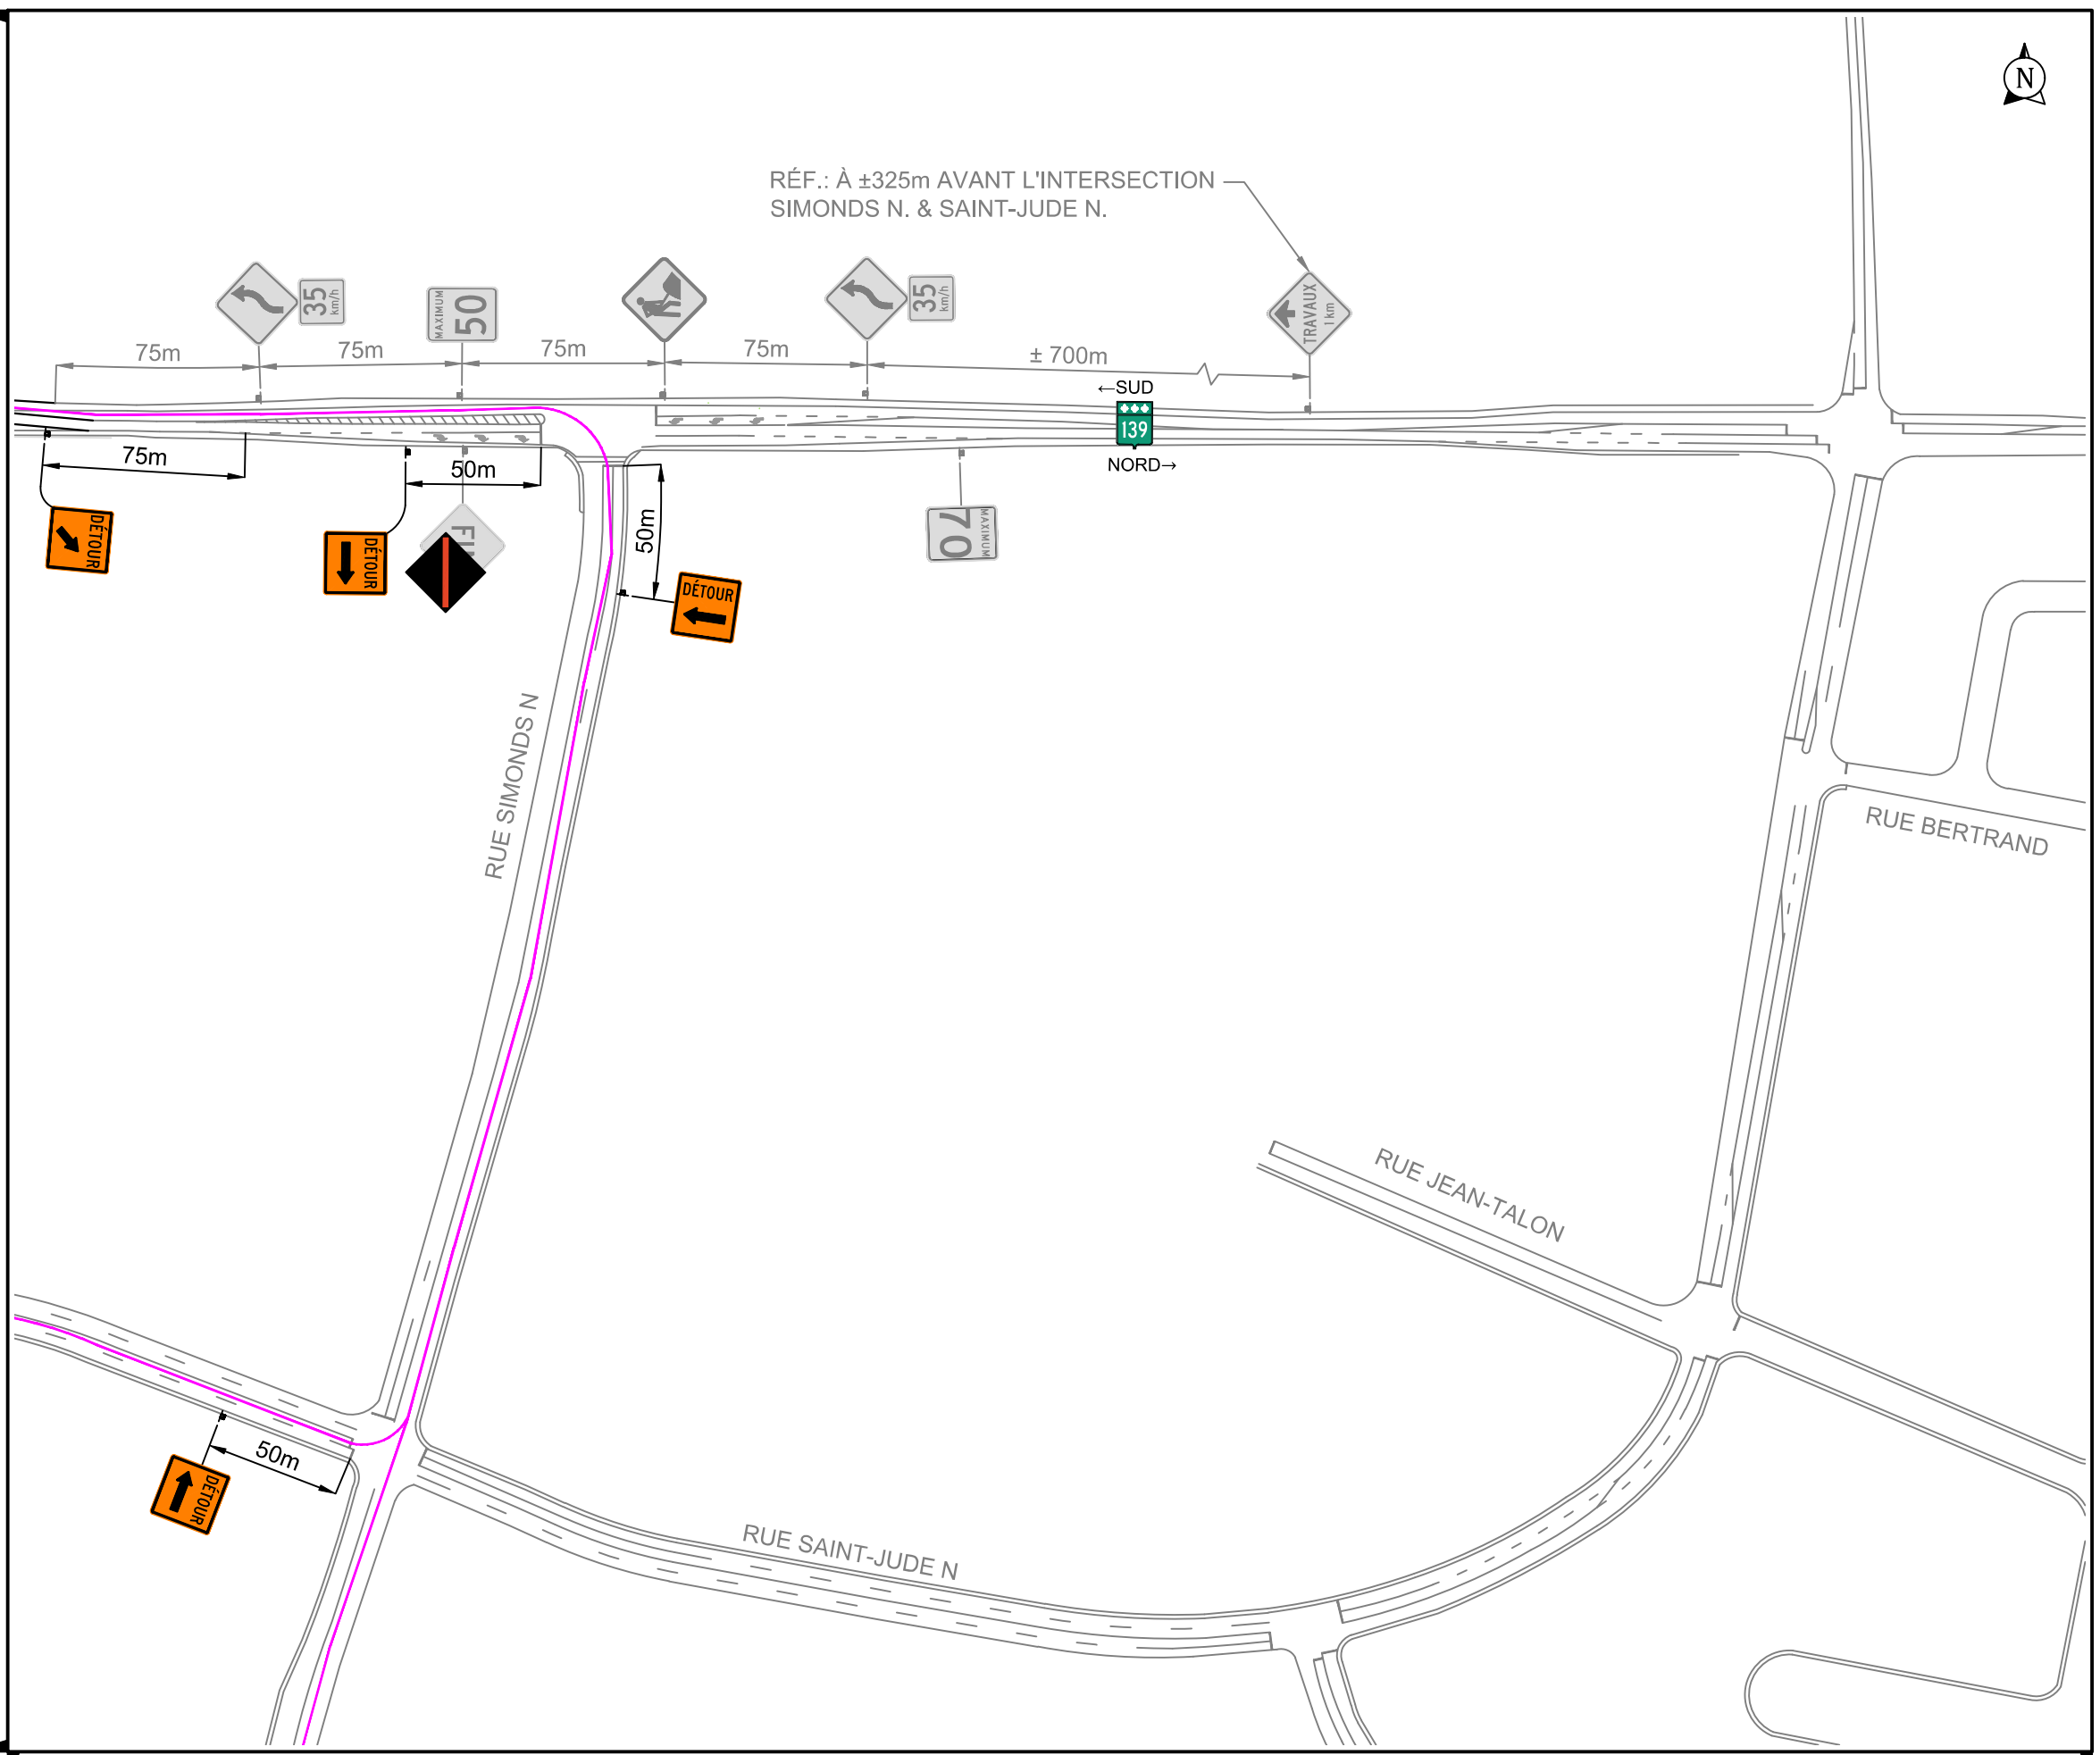 N
RÉF.: À ±325m AVANT L'INTERSECTION
SIMONDS N. & SAINT-JUDE N.
35
km/h
MAXIMUM
50
35
km/h
TRAVAUX
1 km
75m
75m
75m
75m
± 700m
←SUD
139
NORD→
75m
50m
50m
DÉTOUR
DÉTOUR
FIN
DÉTOUR
MAXIMUM
70
RUE SIMONDS N
RUE BERTRAND
RUE JEAN-TALON
50m
DÉTOUR
RUE SAINT-JUDE N